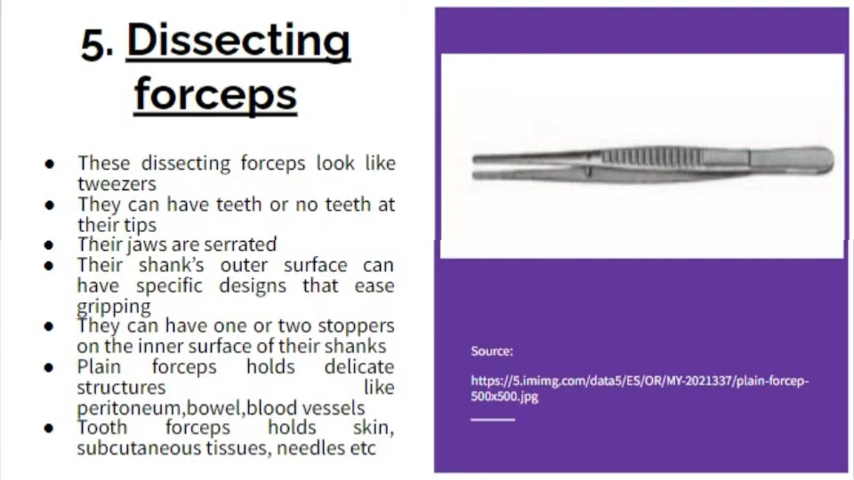 5. Dissecting
forceps
● These dissecting forceps look like
tweezers
● They can have teeth or no teeth at
their tips
● Their jaws are serrated
● Their shank's outer surface can
have specific designs that ease
gripping
● They can have one or two stoppers
on the inner surface of their shanks
● Plain forceps holds delicate
structures like
peritoneum,bowel,blood vessels
● Tooth forceps holds skin,
subcutaneous tissues, needles etc
Source:
https://5.imimg.com/data5/ES/OR/MY-2021337/plain-forcep-
500x500.jpg